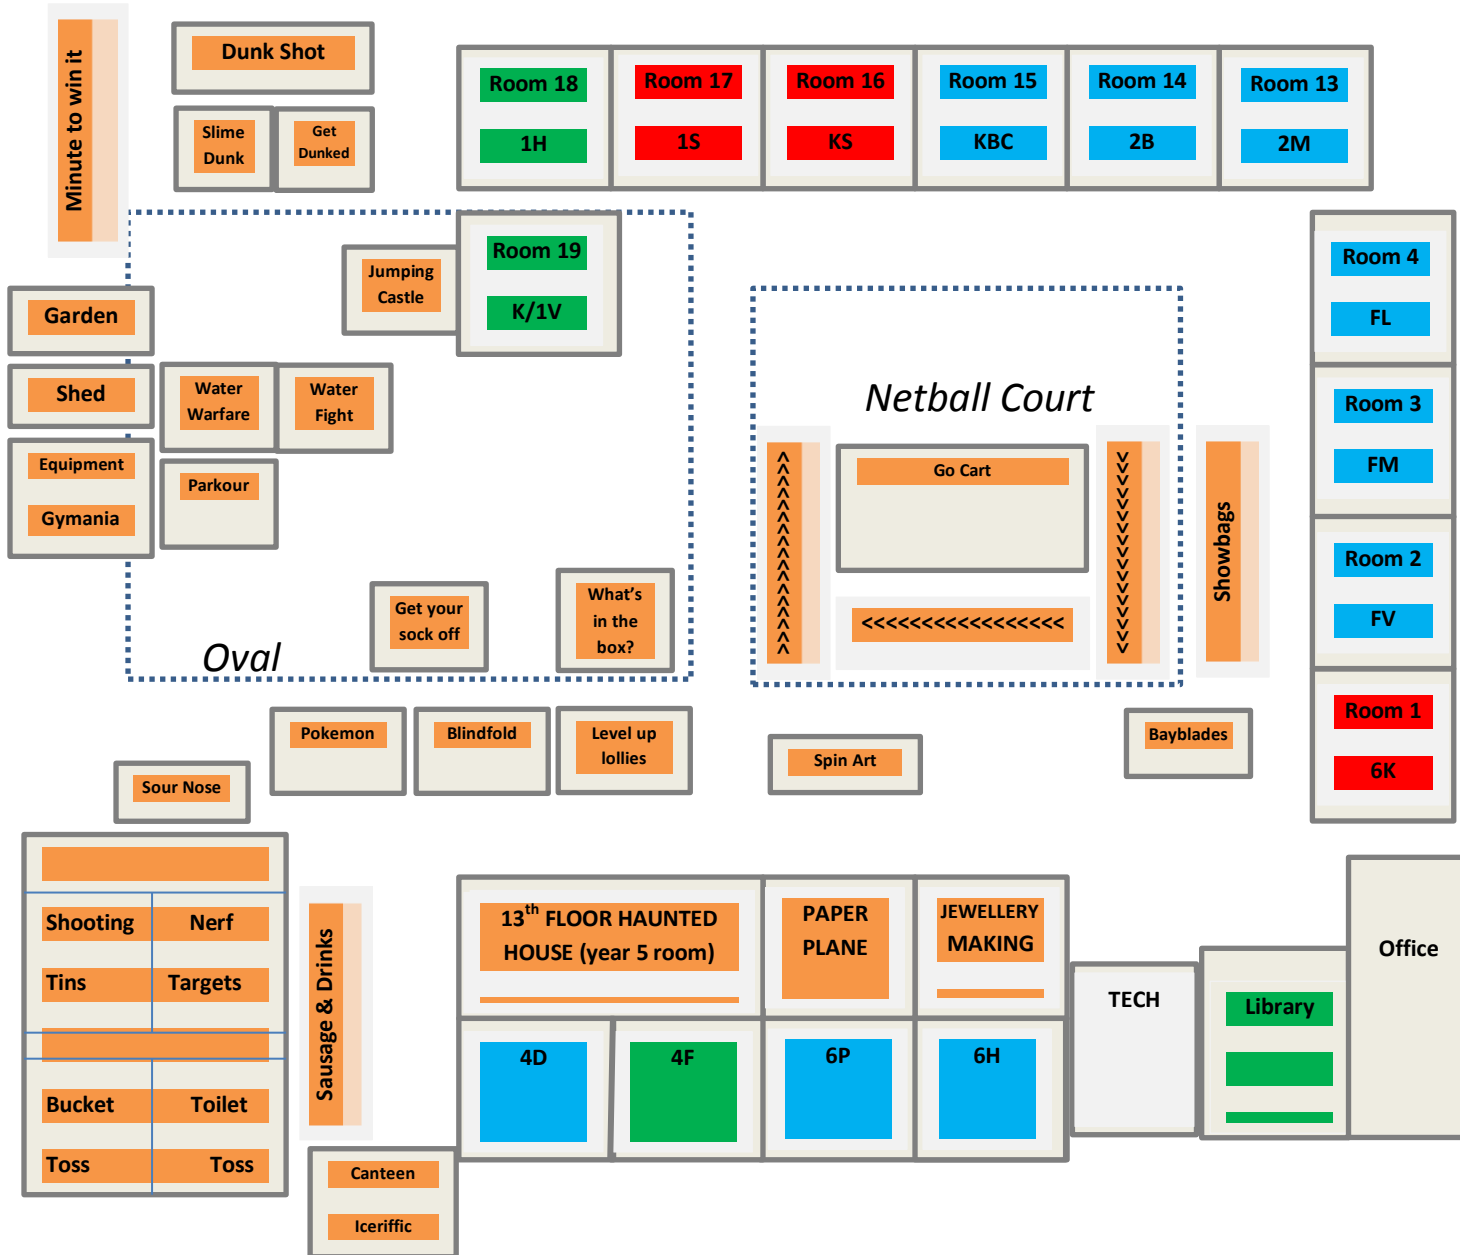 Minute to win it
Dunk Shot
Slime
Dunk
Get
Dunked
Room 18
1H
Room 17
1S
Room 16
KS
Room 15
KBC
Room 14
2B
Room 13
2M
Jumping
Castle
Room 19
K/1V
Room 4
FL
Garden
Shed
Water
Warfare
Water
Fight
Equipment
Gymania
Parkour
Netball Court
>>>>>>>>>>>>>>>>>
Go Cart
>>>>>>>>>>>>>>>>>
<<<<<<<<<<<<<<<<<
Showbags
Room 3
FM
Room 2
FV
Room 1
6K
Get your
sock off
What's
in the
box?
Oval
Pokemon
Blindfold
Level up
lollies
Spin Art
Bayblades
Sour Nose
Shooting
Tins
Nerf
Targets
Bucket
Toss
Toilet
Toss
Sausage & Drinks
13th FLOOR HAUNTED
HOUSE (year 5 room)
PAPER
PLANE
JEWELLERY
MAKING
4D
4F
6P
6H
TECH
Library
Office
Canteen
Iceriffic